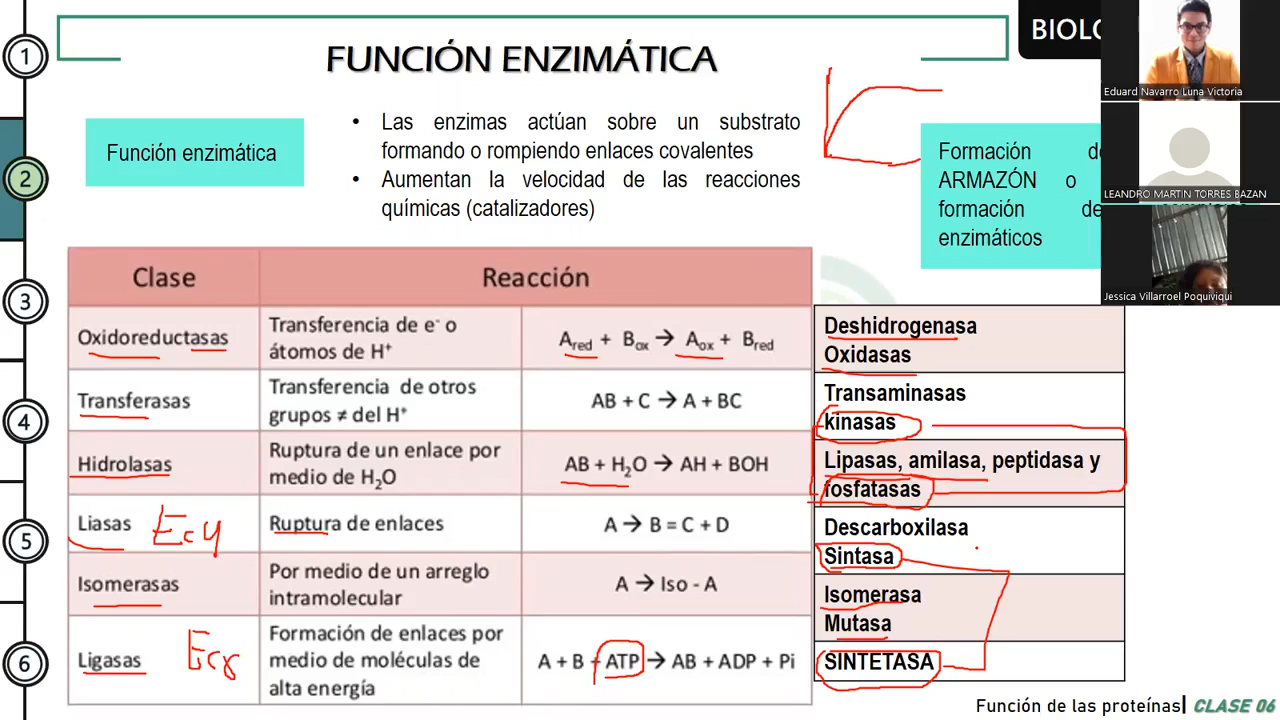 FUNCIÓN ENZIMÁTICA
BIOLO
Función enzimática
• Las enzimas actúan sobre un substrato
formando o rompiendo enlaces covalentes
• Aumentan la velocidad de las reacciones
químicas (catalizadores)
Formación de
ARMAZÓN o
formación de
enzimáticos
Eduard Navarro Luna Victoria
LEANDRO MARTIN TORRES BAZAN
Jessica Villarroel Poquiviqui
1
2
3
4
5
6
Clase Reacción
Oxidoreductasas
Transferencia de e- o
átomos de H+
Ared + Box → Aox + Bred
Deshidrogenasa
Oxidasas
Transferasas
Transferencia de otros
grupos ≠ del H+
AB + C → A + BC
Transaminasas
kinasas
Hidrolasas
Ruptura de un enlace por
medio de H2O
AB + H2O → AH + BOH
Lipasas, amilasa, peptidasa y
fosfatasas
Liasas
Ruptura de enlaces
A → B = C + D
Descarboxilasa
Sintasa
Isomerasas
Por medio de un arreglo
intramolecular
A → Iso - A
Isomerasa
Mutasa
Ligasas
Formación de enlaces por
medio de moléculas de
alta energía
A + B + ATP → AB + ADP + Pi
SINTETASA
Función de las proteínas| CLASE 06